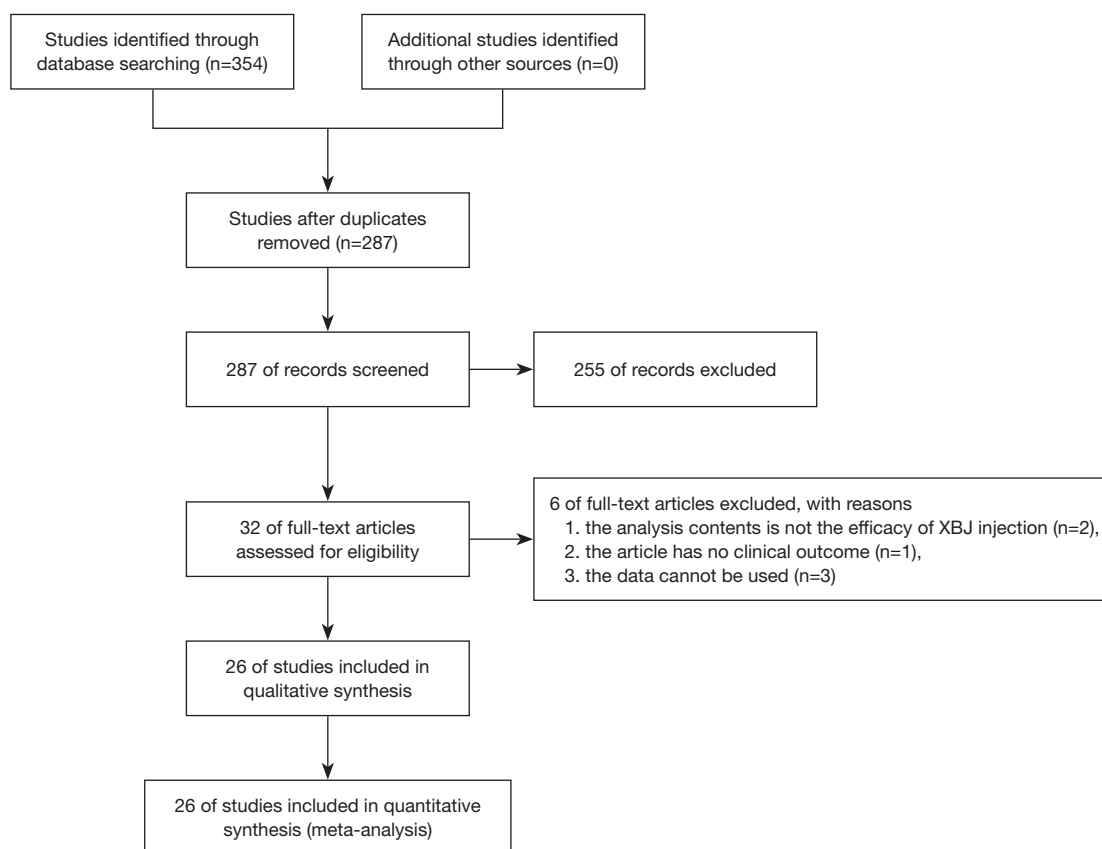 Studies identified through
database searching (n=354)
Additional studies identified
through other sources (n=0)
Studies after duplicates
removed (n=287)
287 of records screened
255 of records excluded
32 of full-text articles
assessed for eligibility
6 of full-text articles excluded, with reasons
1. the analysis contents is not the efficacy of XBJ injection (n=2),
2. the article has no clinical outcome (n=1),
3. the data cannot be used (n=3)
26 of studies included in
qualitative synthesis
26 of studies included in quantitative
synthesis (meta-analysis)